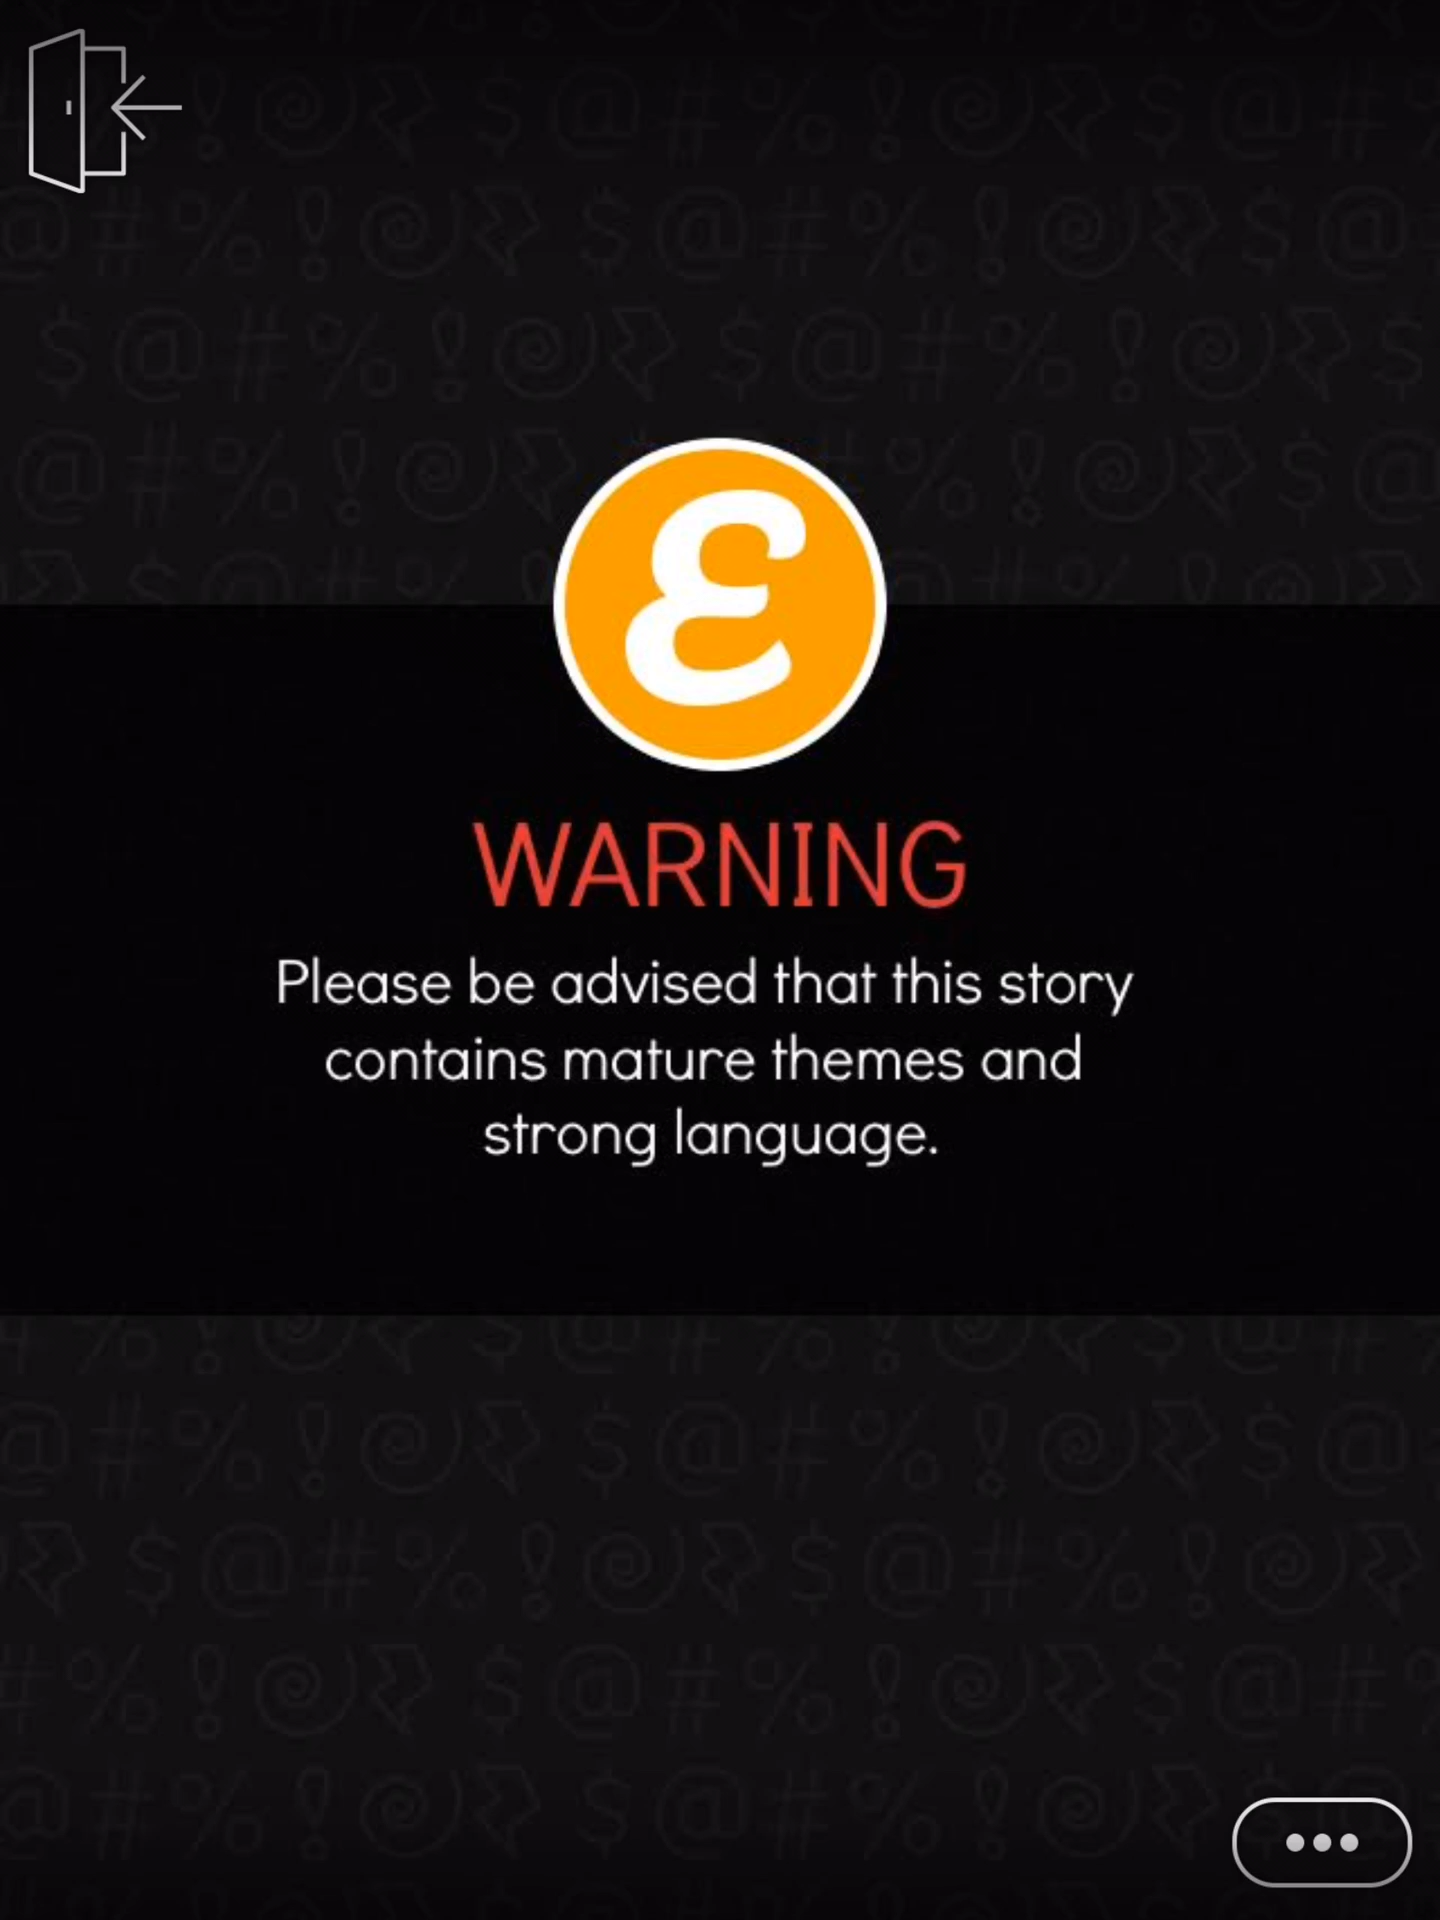 ε
WARNING
Please be advised that this story
contains mature themes and
strong language.